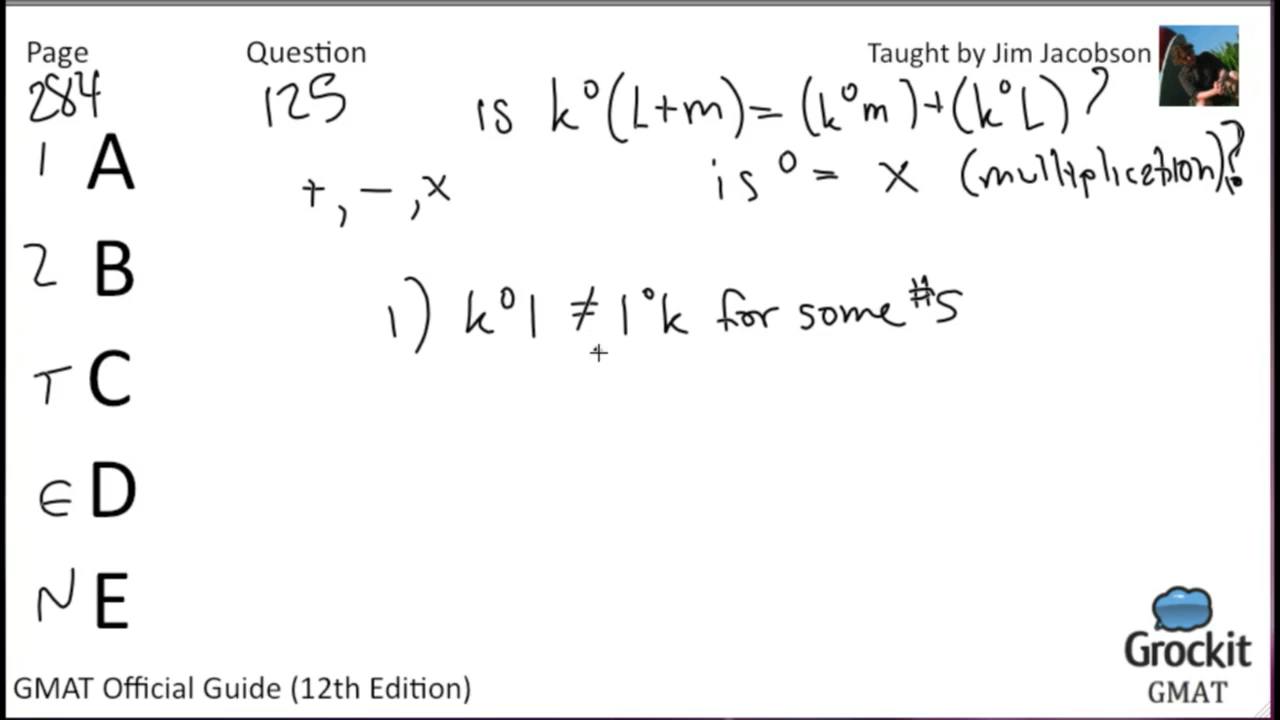 Page Question Taught by Jim Jacobson
284 125 is k°(L+m)=(k°m)+(k°L)?
1 A +, −, x is ° = x (multiplication)?
2 B
1) k°1 ≠ 1°k for some #s
T C
E D
N E
Grockit
GMAT
GMAT Official Guide (12th Edition)